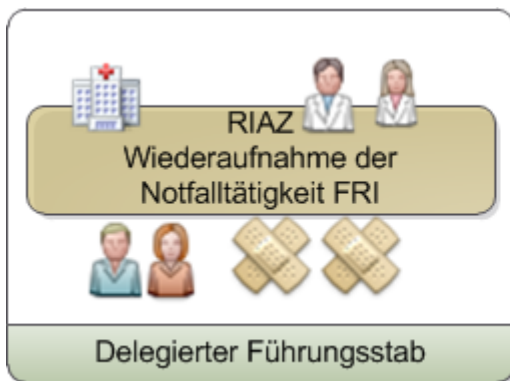 RIAZ
Wiederaufnahme der
Notfalltätigkeit FRI
Delegierter Führungsstab